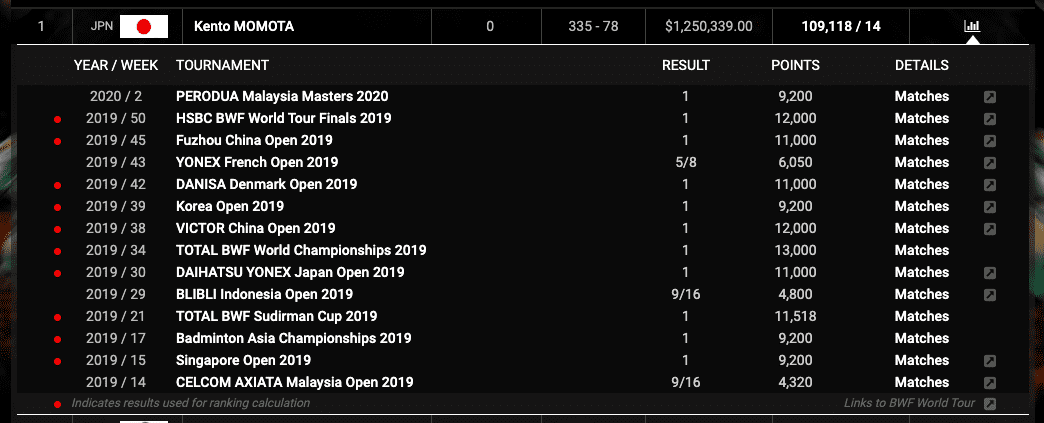 1 JPN Kento MOMOTA 0 335 - 78 $1,250,339.00 109,118 / 14
YEAR / WEEK TOURNAMENT RESULT POINTS DETAILS
2020 / 2 PERODUA Malaysia Masters 2020 1 9,200 Matches
2019 / 50 HSBC BWF World Tour Finals 2019 1 12,000 Matches
2019 / 45 Fuzhou China Open 2019 1 11,000 Matches
2019 / 43 YONEX French Open 2019 5/8 6,050 Matches
2019 / 42 DANISA Denmark Open 2019 1 11,000 Matches
2019 / 39 Korea Open 2019 1 9,200 Matches
2019 / 38 VICTOR China Open 2019 1 12,000 Matches
2019 / 34 TOTAL BWF World Championships 2019 1 13,000 Matches
2019 / 30 DAIHATSU YONEX Japan Open 2019 1 11,000 Matches
2019 / 29 BLIBLI Indonesia Open 2019 9/16 4,800 Matches
2019 / 21 TOTAL BWF Sudirman Cup 2019 1 11,518 Matches
2019 / 17 Badminton Asia Championships 2019 1 9,200 Matches
2019 / 15 Singapore Open 2019 1 9,200 Matches
2019 / 14 CELCOM AXIATA Malaysia Open 2019 9/16 4,320 Matches
Indicates results used for ranking calculation Links to BWF World Tour